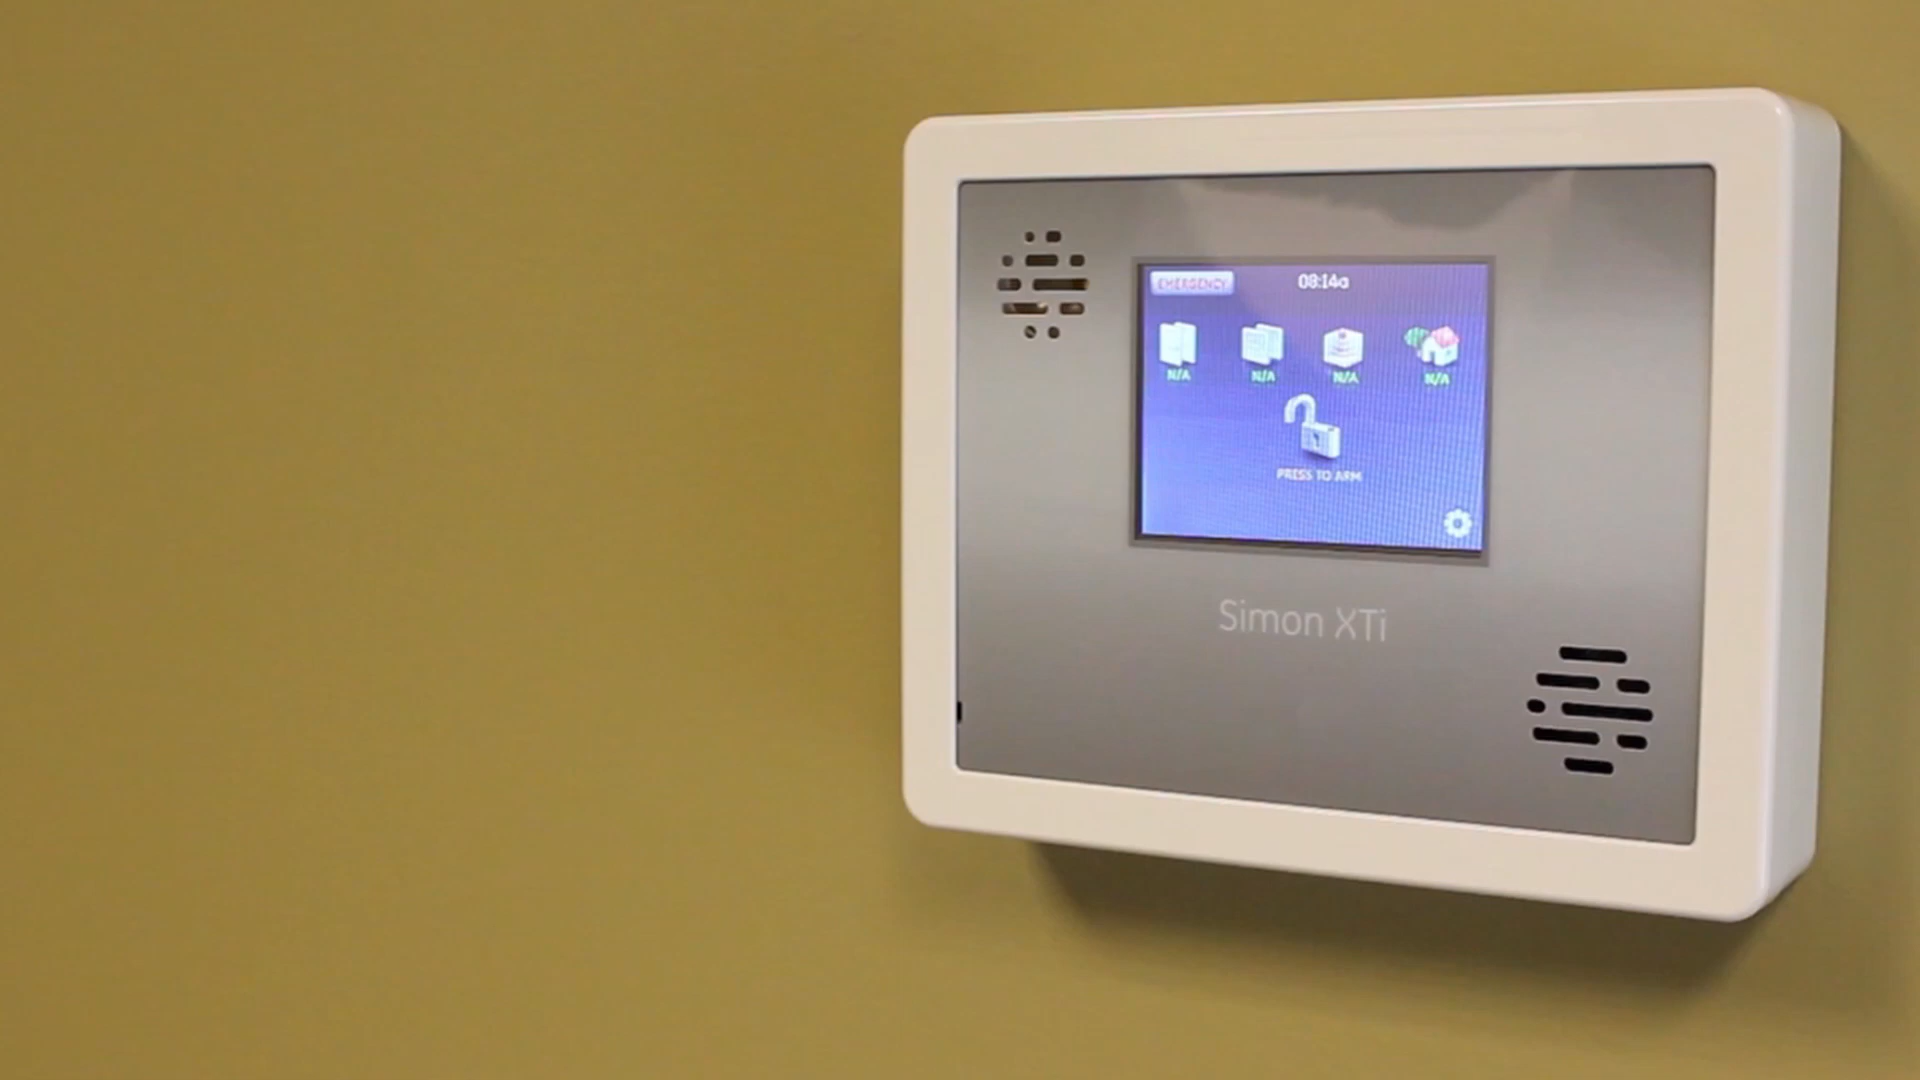 EMERGENCY 08:14a
N/A N/A N/A N/A
PRESS TO ARM
Simon XTi